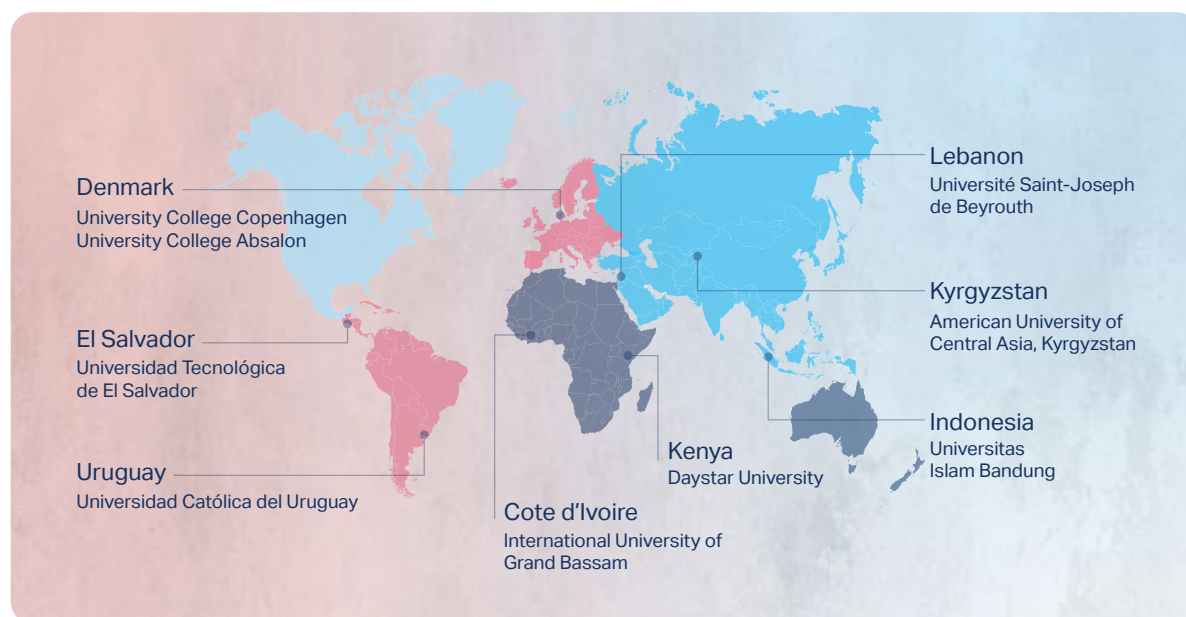 Denmark
University College Copenhagen
University College Absalon
El Salvador
Universidad Tecnológica
de El Salvador
Uruguay
Universidad Católica del Uruguay
Cote d’Ivoire
International University of
Grand Bassam
Kenya
Daystar University
Lebanon
Université Saint-Joseph
de Beyrouth
Kyrgyzstan
American University of
Central Asia, Kyrgyzstan
Indonesia
Universitas
Islam Bandung